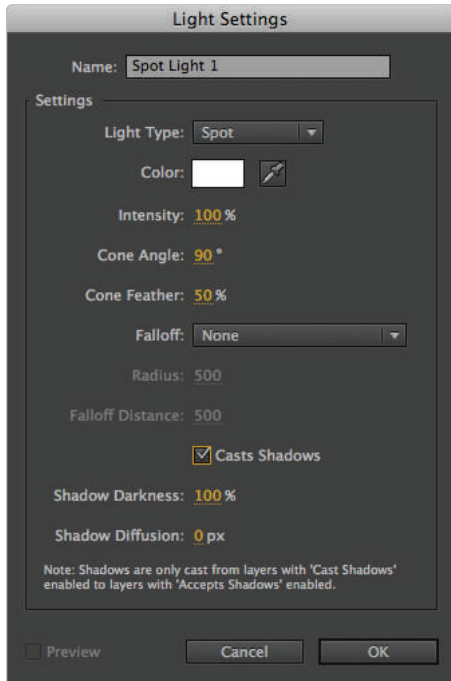 Light Settings
Name: Spot Light 1
Settings
Light Type: Spot
Color:
Intensity: 100 %
Cone Angle: 90 °
Cone Feather: 50 %
Falloff: None
Radius: 500
Falloff Distance: 500
Casts Shadows
Shadow Darkness: 100 %
Shadow Diffusion: 0 px
Note: Shadows are only cast from layers with 'Cast Shadows'
enabled to layers with 'Accepts Shadows' enabled.
Preview Cancel OK